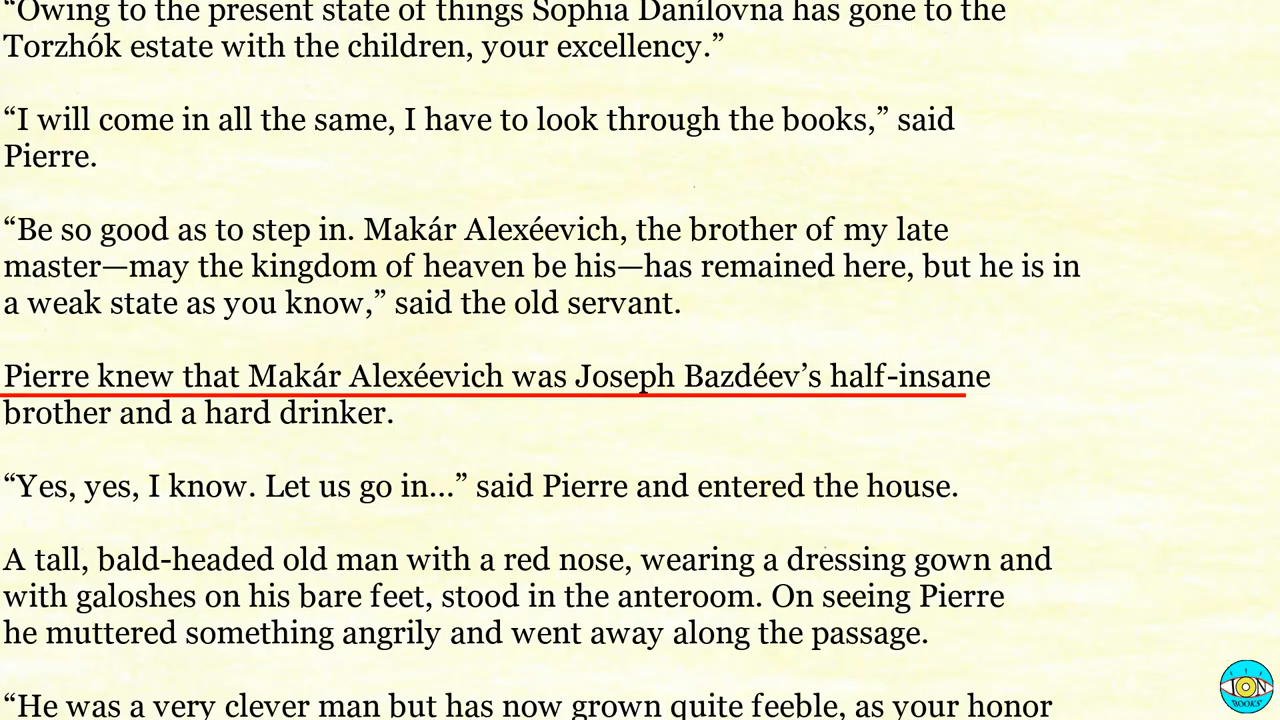 “Owing to the present state of things Sophia Danílovna has gone to the
Torzhók estate with the children, your excellency.”
“I will come in all the same, I have to look through the books,” said
Pierre.
“Be so good as to step in. Makár Alexéevich, the brother of my late
master—may the kingdom of heaven be his—has remained here, but he is in
a weak state as you know,” said the old servant.
Pierre knew that Makár Alexéevich was Joseph Bazdéev’s half-insane
brother and a hard drinker.
“Yes, yes, I know. Let us go in...” said Pierre and entered the house.
A tall, bald-headed old man with a red nose, wearing a dressing gown and
with galoshes on his bare feet, stood in the anteroom. On seeing Pierre
he muttered something angrily and went away along the passage.
“He was a very clever man but has now grown quite feeble, as your honor
ION
BOOKS